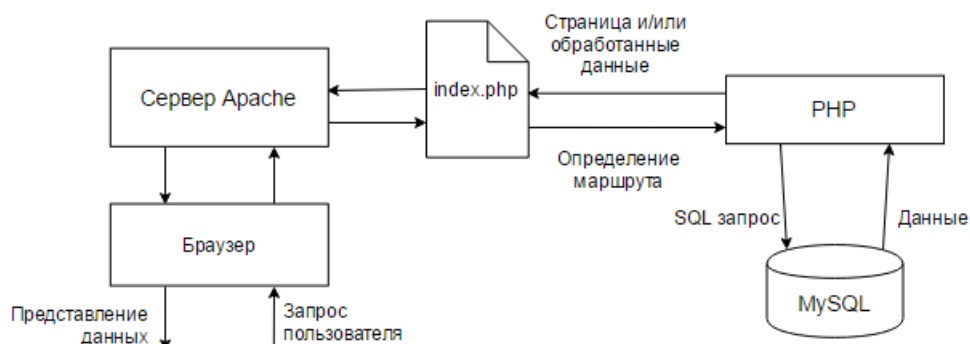 Страница и/или
обработанные
данные
Сервер Apache
index.php
PHP
Определение
маршрута
SQL запрос
Данные
Браузер
MySQL
Представление
данных
Запрос
пользователя